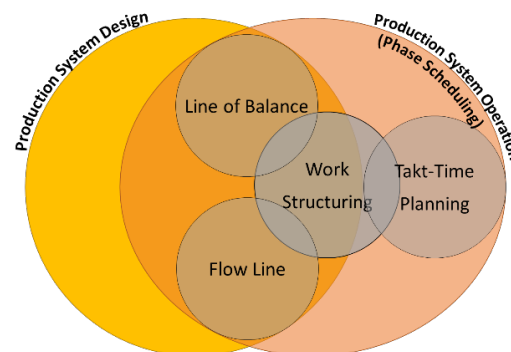 Production System Design
Production System Operation
(Phase Scheduling)
Line of Balance
Work
Structuring
Takt-Time
Planning
Flow Line